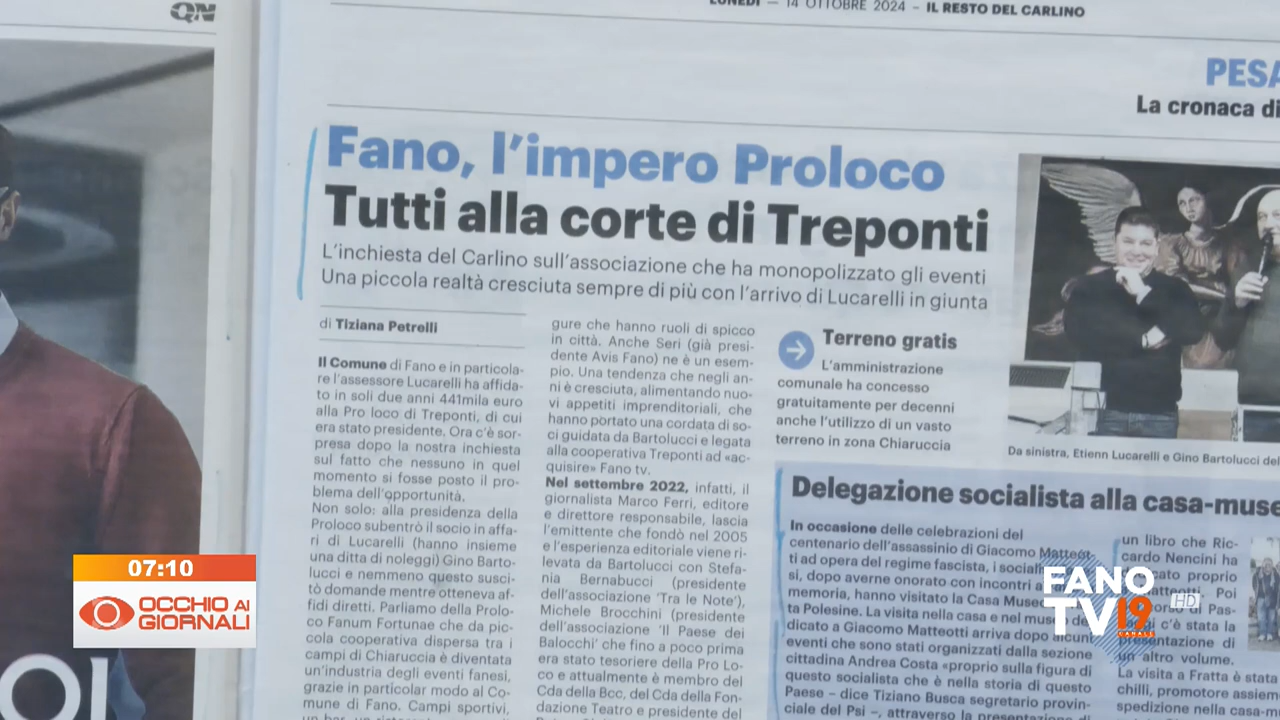 QN
LUNEDÌ — 14 OTTOBRE 2024 – IL RESTO DEL CARLINO
La cronaca di
Fano, l'impero Proloco
Tutti alla corte di Treponti
L'inchiesta del Carlino sull'associazione che ha monopolizzato gli eventi
Una piccola realtà cresciuta sempre di più con l'arrivo di Lucarelli in giunta
di Tiziana Petrelli
Il Comune di Fano e in particola-
re l'assessore Lucarelli ha affida-
to in soli due anni 441mila euro
alla Pro loco di Treponti, di cui
era stato presidente. Ora c'è sor-
presa dopo la nostra inchiesta
sul fatto che nessuno in quel
momento si fosse posto il pro-
blema dell'opportunità.
Non solo: alla presidenza della
Proloco subentrò il socio in affa-
ri di Lucarelli (hanno insieme
una ditta di noleggi) Gino Barto-
lucci e nemmeno questo susci-
tò domande mentre otteneva af-
fidi diretti. Parliamo della Prolo-
co Fanum Fortunae che da pic-
cola cooperativa dispersa tra i
campi di Chiaruccia è diventata
un'industria degli eventi fanesi,
grazie in particolar modo al Co-
mune di Fano. Campi sportivi,
gure che hanno ruoli di spicco
in città. Anche Seri (già presi-
dente Avis Fano) ne è un esem-
pio. Una tendenza che negli an-
ni è cresciuta, alimentando nuo-
vi appetiti imprenditoriali, che
hanno portato una cordata di so-
ci guidata da Bartolucci e legata
alla cooperativa Treponti ad «ac-
quisire» Fano tv.
Nel settembre 2022, infatti, il
giornalista Marco Ferri, editore
e direttore responsabile, lascia
l'emittente che fondò nel 2005
e l'esperienza editoriale viene ri-
levata da Bartolucci con Stefa-
nia Bernabucci (presidente
dell'associazione 'Tra le Note'),
Michele Brocchini (presidente
dell'associazione 'Il Paese dei
Balocchi' che fino a poco prima
era stato tesoriere della Pro Lo-
co e attualmente è membro del
Cda della Bcc, del Cda della Fon-
dazione Teatro e presidente del
Terreno gratis
L'amministrazione
comunale ha concesso
gratuitamente per decenni
anche l'utilizzo di un vasto
terreno in zona Chiaruccia
Da sinistra, Etienn Lucarelli e Gino Bartolucci del
Delegazione socialista alla
In occasione delle celebrazioni del
centenario dell'assassinio di Giacomo Matteot-
ti ad opera del regime fascista, i
si, dopo averne onorato con incontri
memoria, hanno visitato la Casa
ta Polesine. La visita nella casa e nel
dicato a Giacomo Matteotti arriva dopo alcuni
eventi che sono stati organizzati dalla sezione
cittadina Andrea Costa «proprio sulla figura di
questo socialista che è nella storia di questo
Paese – dice Tiziano Busca segretario provin-
ciale del Psi –, attraverso la presentazione di
un libro che Ric-
cardo Nencini ha
proprio
Poi
c'è stata la
presentazione di
un altro volume.
La visita a Fratta è stata
chilli, promotore
spedizione nella
07:10
OCCHIO AI
GIORNALI
FANO
TV19
HD
CANALE